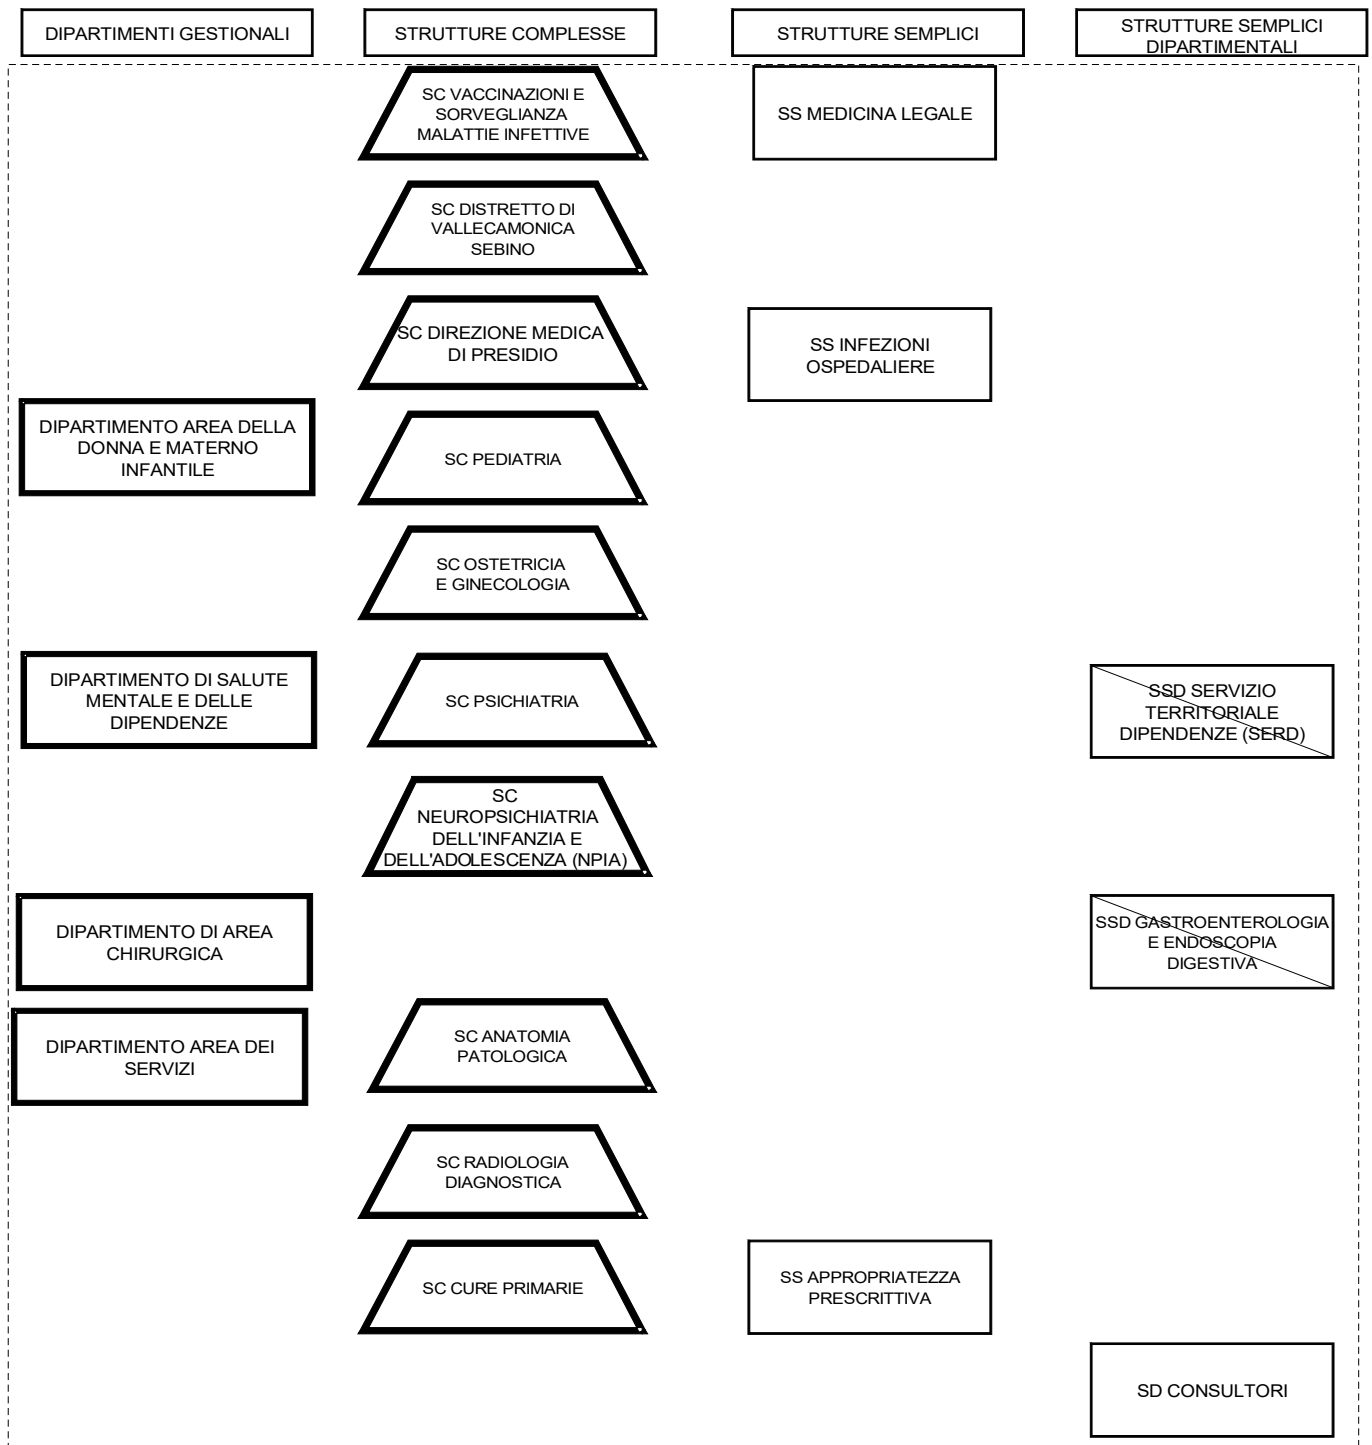 DIPARTIMENTI GESTIONALI
STRUTTURE COMPLESSE
STRUTTURE SEMPLICI
STRUTTURE SEMPLICI
DIPARTIMENTALI
SC VACCINAZIONI E
SORVEGLIANZA
MALATTIE INFETTIVE
SS MEDICINA LEGALE
SC DISTRETTO DI
VALLECAMONICA
SEBINO
SC DIREZIONE MEDICA
DI PRESIDIO
SS INFEZIONI
OSPEDALIERE
DIPARTIMENTO AREA DELLA
DONNA E MATERNO
INFANTILE
SC PEDIATRIA
SC OSTETRICIA
E GINECOLOGIA
DIPARTIMENTO DI SALUTE
MENTALE E DELLE
DIPENDENZE
SC PSICHIATRIA
SSD SERVIZIO
TERRITORIALE
DIPENDENZE (SERD)
SC
NEUROPSICHIATRIA
DELL'INFANZIA E
DELL'ADOLESCENZA (NPIA)
DIPARTIMENTO DI AREA
CHIRURGICA
SSD GASTROENTEROLOGIA
E ENDOSCOPIA
DIGESTIVA
DIPARTIMENTO AREA DEI
SERVIZI
SC ANATOMIA
PATOLOGICA
SC RADIOLOGIA
DIAGNOSTICA
SC CURE PRIMARIE
SS APPROPRIATEZZA
PRESCRITTIVA
SD CONSULTORI